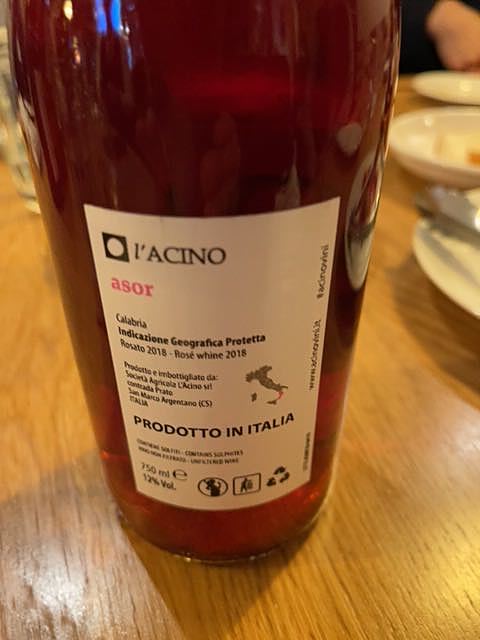 l'ACINO
asor
Calabria
Indicazione Geografica Protetta
Rosato 2018 - Rosé whine 2018
Prodotto e imbottigliato da:
Società Agricola L'Acino srl
contrada Prato
San Marco Argentano (CS)
ITALIA
PRODOTTO IN ITALIA
CONTIENE SOLFITI - CONTAINS SULPHITES
VINO NON FILTRATO - UNFILTERED WINE
750 ml e
12% Vol.
www.acinovini.it
#acinovini